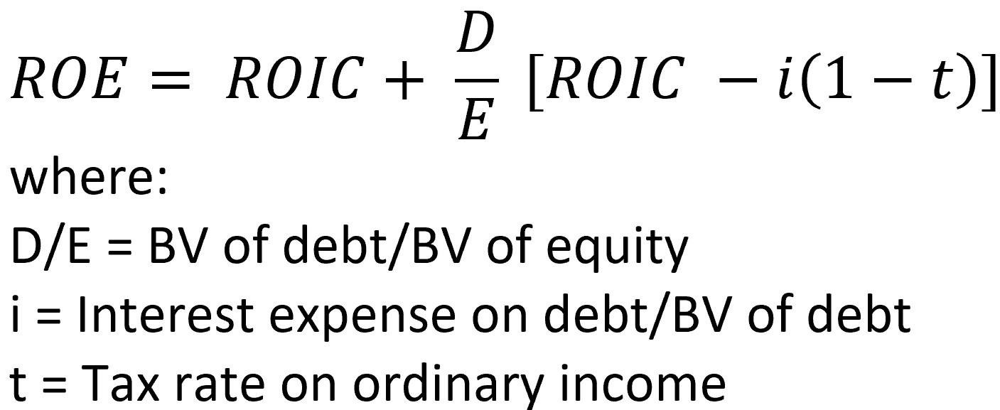 ROE = ROIC + D/E [ROIC − i(1 − t)]
where:
D/E = BV of debt/BV of equity
i = Interest expense on debt/BV of debt
t = Tax rate on ordinary income